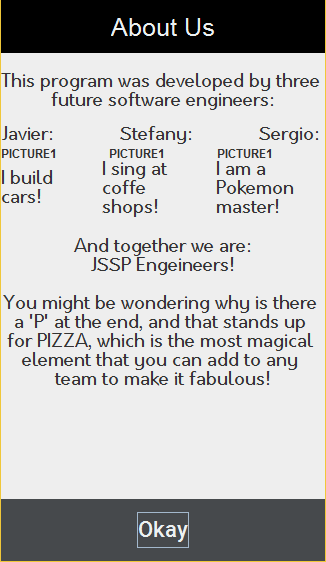 About Us
This program was developed by three
future software engineers:
Javier: Stefany: Sergio:
PICTURE1 PICTURE1 PICTURE1
I build
cars!
I sing at
coffe
shops!
I am a
Pokemon
master!
And together we are:
JSSP Engeineers!
You might be wondering why is there
a 'P' at the end, and that stands up
for PIZZA, which is the most magical
element that you can add to any
team to make it fabulous!
Okay